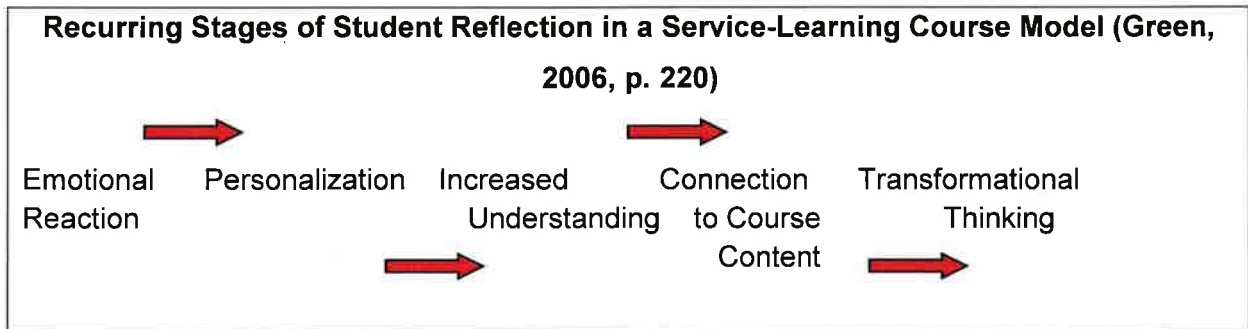 Recurring Stages of Student Reflection in a Service-Learning Course Model (Green,
2006, p. 220)
Emotional Personalization Increased Connection Transformational
Reaction Understanding to Course Thinking
Content